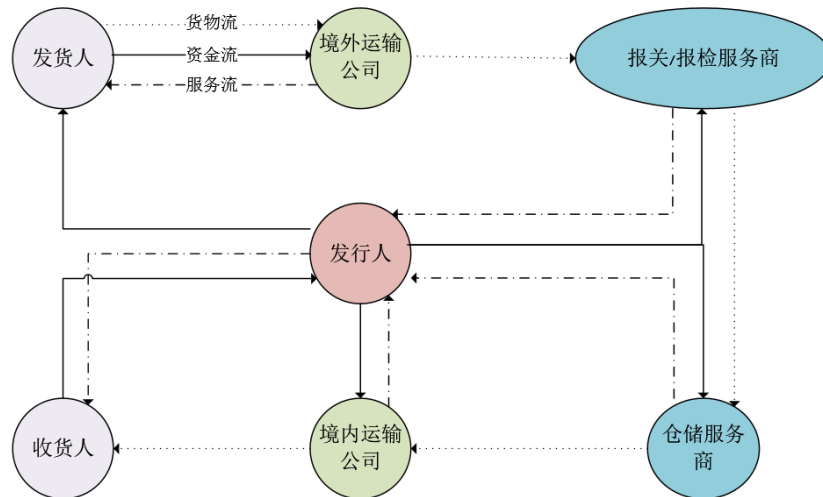 发货人
货物流
资金流
服务流
境外运输
公司
报关/报检服务商
发行人
收货人
境内运输
公司
仓储服务
商